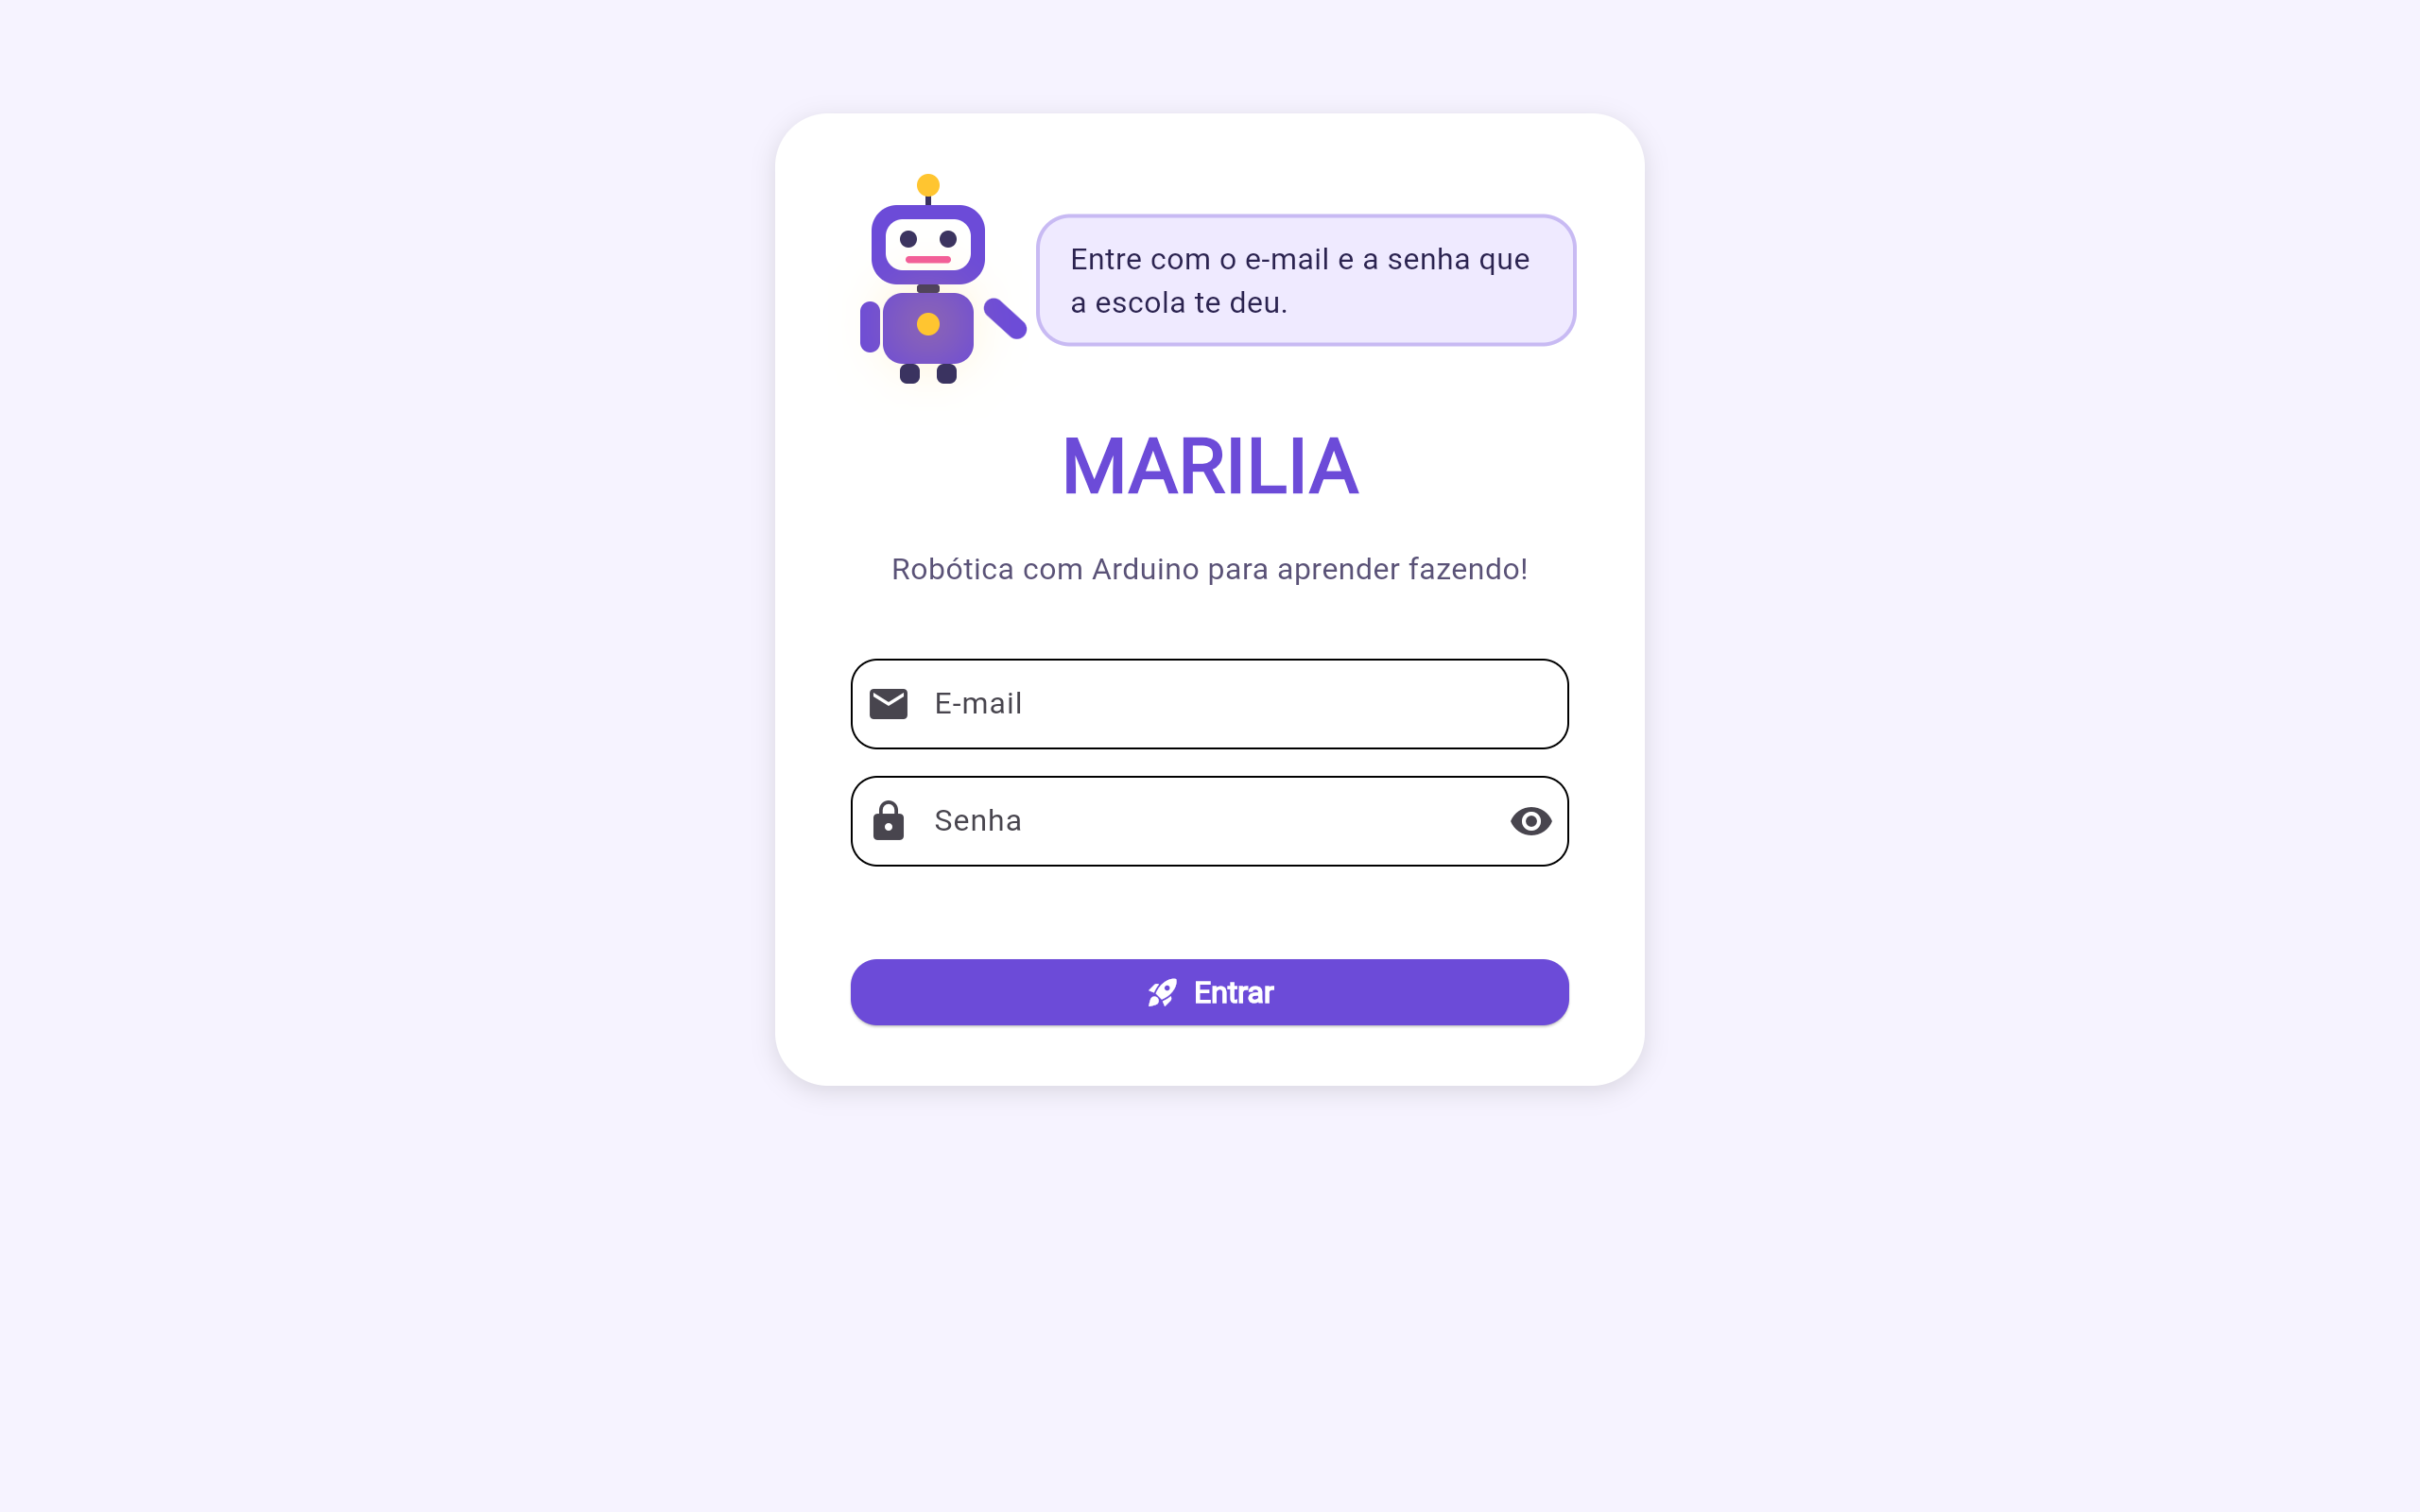 Entre com o e-mail e a senha que
a escola te deu.
MARILIA
Robótica com Arduino para aprender fazendo!
E-mail
Senha
Entrar